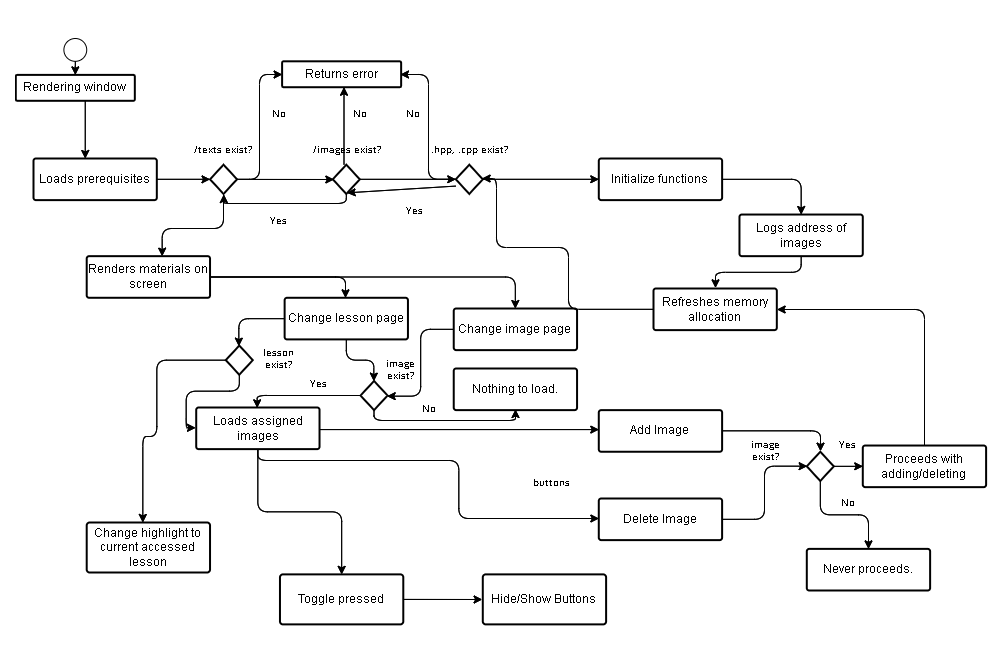 Returns error
Rendering window
No
No
No
/texts exist?
/images exist?
.hpp, .cpp exist?
Loads prerequisites
Initialize functions
Yes
Yes
Logs address of
images
Renders materials on
screen
Change lesson page
Change image page
Refreshes memory
allocation
lesson
exist?
image
exist?
Yes
Nothing to load.
No
Loads assigned
images
Add Image
image
exist?
Yes
Proceeds with
adding/deleting
buttons
No
Delete Image
Change highlight to
current accessed
lesson
Never proceeds.
Toggle pressed
Hide/Show Buttons